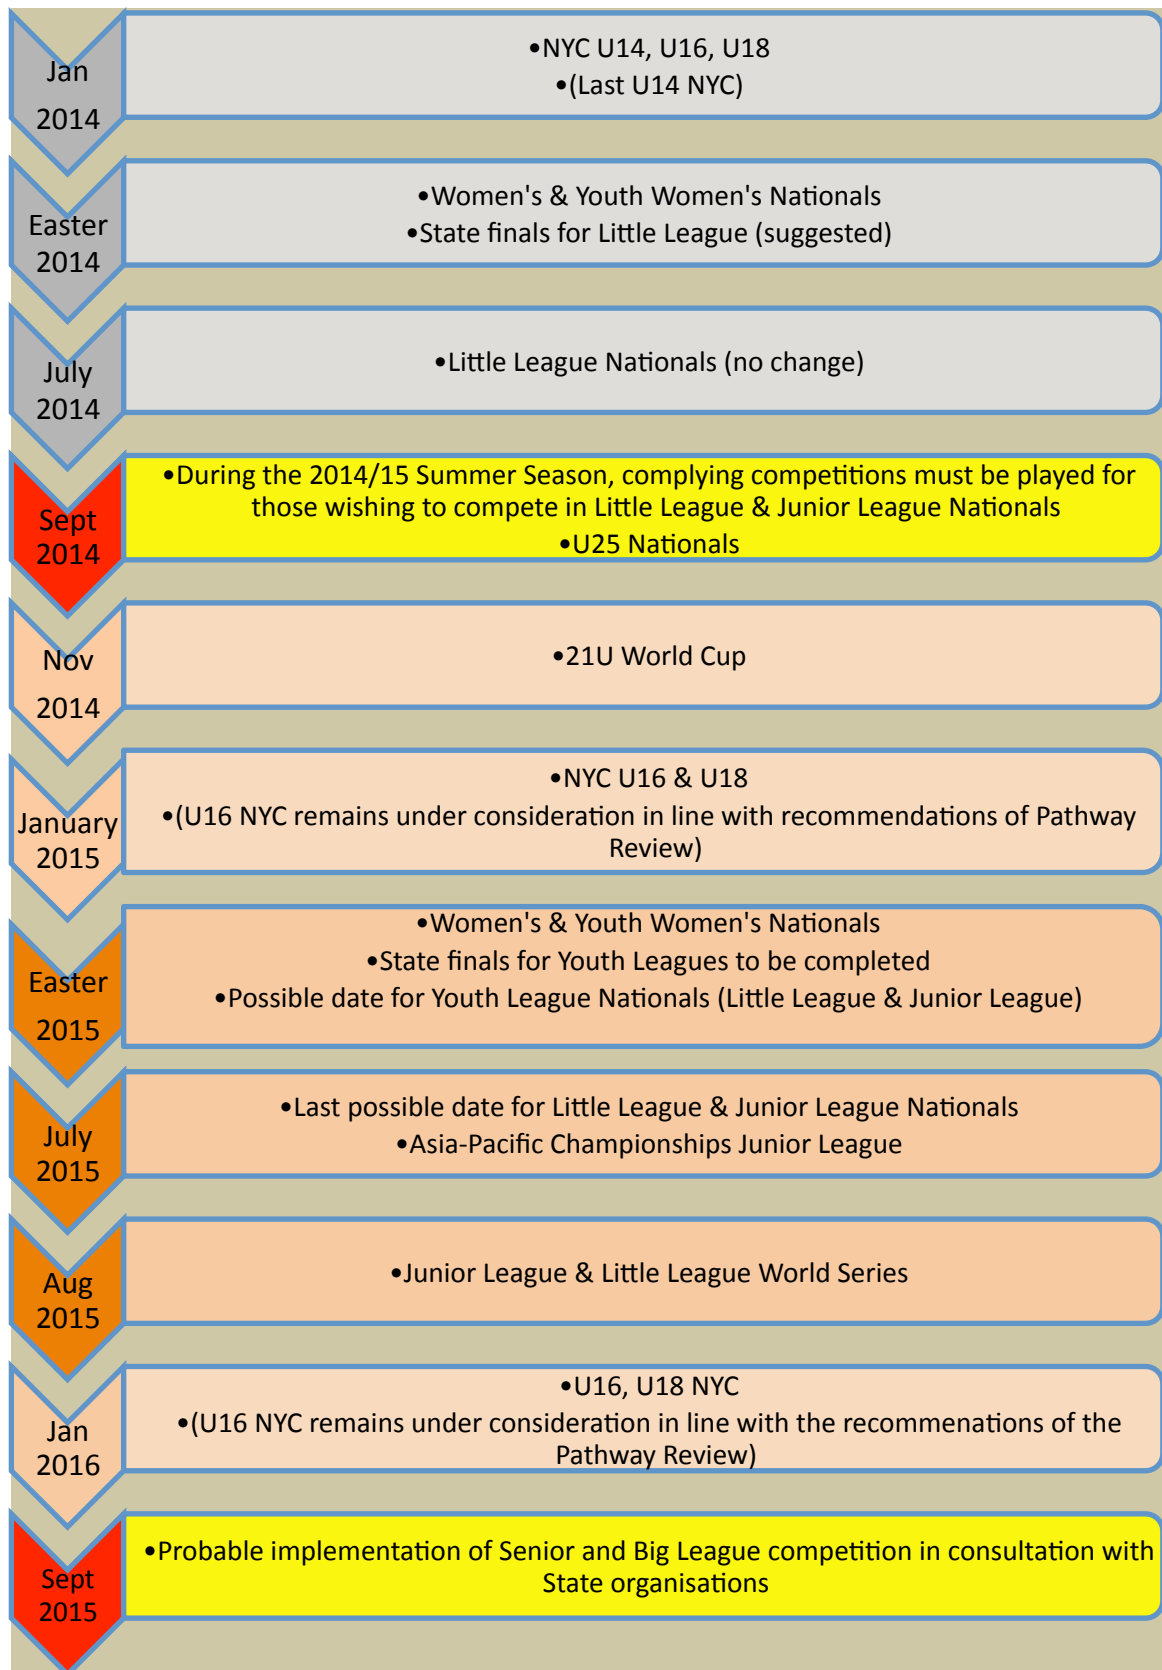 Jan
2014
•NYC U14, U16, U18
•(Last U14 NYC)
Easter
2014
•Women's & Youth Women's Nationals
•State finals for Little League (suggested)
July
2014
•Little League Nationals (no change)
Sept
2014
•During the 2014/15 Summer Season, complying competitions must be played for
those wishing to compete in Little League & Junior League Nationals
•U25 Nationals
Nov
2014
•21U World Cup
January
2015
•NYC U16 & U18
•(U16 NYC remains under consideration in line with recommendations of Pathway
Review)
Easter
2015
•Women's & Youth Women's Nationals
•State finals for Youth Leagues to be completed
•Possible date for Youth League Nationals (Little League & Junior League)
July
2015
•Last possible date for Little League & Junior League Nationals
•Asia-Pacific Championships Junior League
Aug
2015
•Junior League & Little League World Series
Jan
2016
•U16, U18 NYC
•(U16 NYC remains under consideration in line with the recommenations of the
Pathway Review)
Sept
2015
•Probable implementation of Senior and Big League competition in consultation with
State organisations